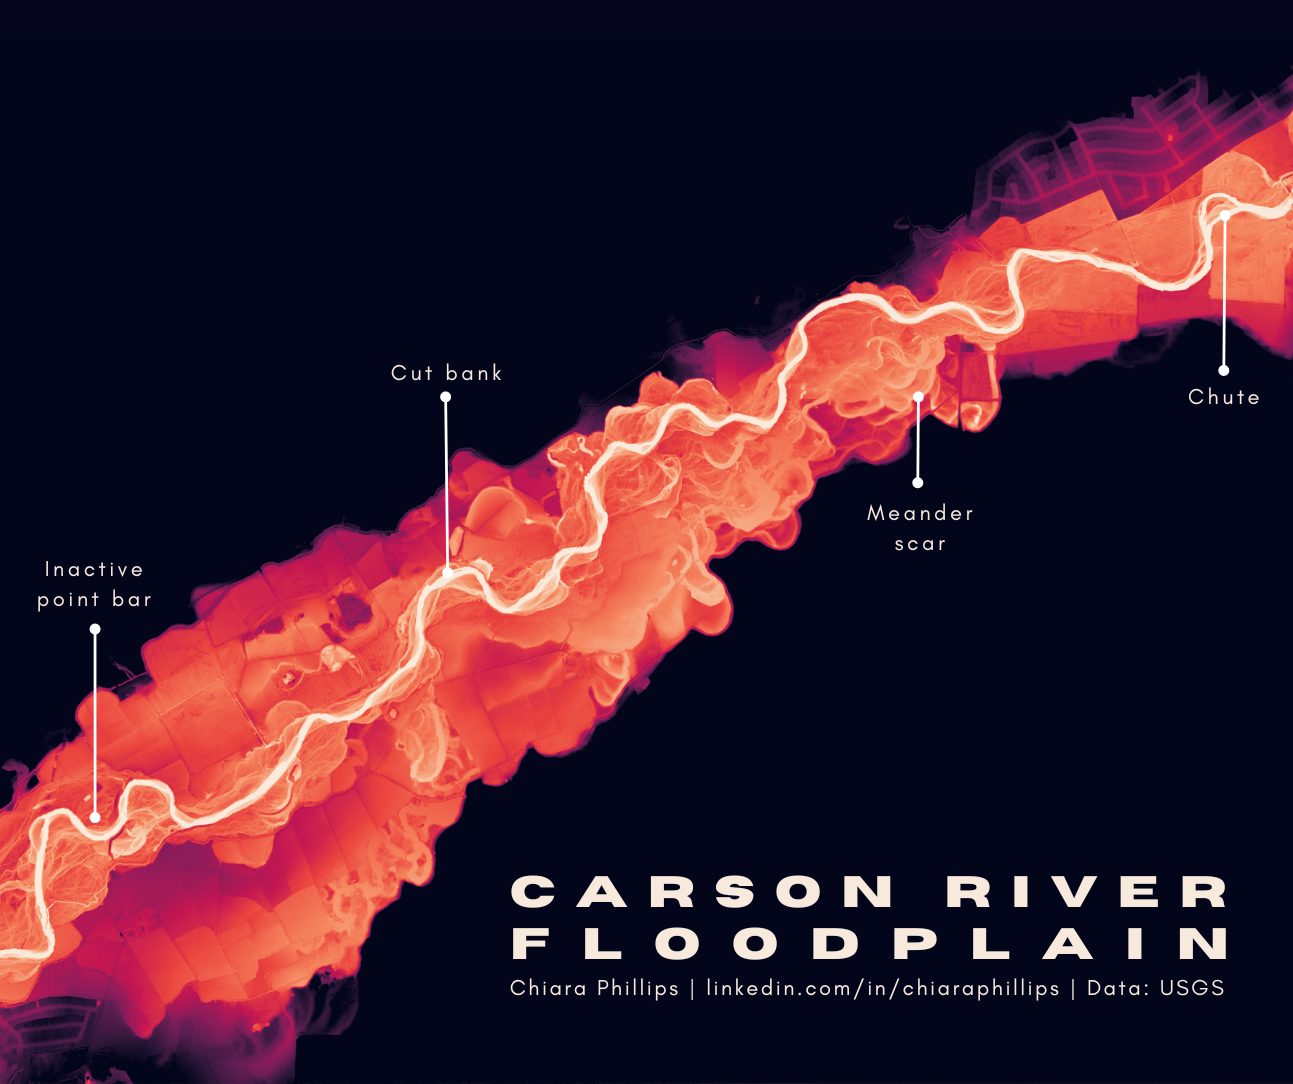 Cut bank
Chute
Meander
scar
Inactive
point bar
CARSON RIVER
FLOODPLAIN
Chiara Phillips | linkedin.com/in/chiaraphillips | Data: USGS